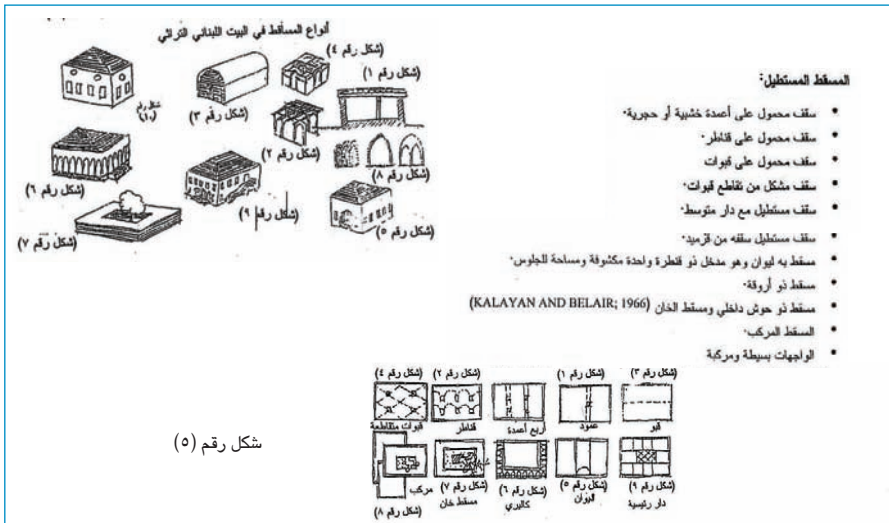 أنواع المساقط في البيت اللبناني التراثي
(شكل رقم ٤)
(شكل رقم ١)
(شكل رقم ٣)
(شكل رقم ٢)
(شكل رقم ٨)
(شكل رقم ٦)
(شكل رقم ٩)
(شكل رقم ٥)
(شكل رقم ٧)
المسقط المستطيل:
• سقف محمول على أعمدة خشبية أو حجرية.
• سقف محمول على قناطر.
• سقف محمول على قبوات
• سقف مشكل من تقاطع قبوات.
• سقف مستطيل مع دار متوسط.
• سقف مستطيل سقفه من قرميد.
• مسقط به ليوان وهو مدخل ذو قنطرة واحدة مكشوفة ومساحة للجلوس.
• مسقط ذو أروقة.
• مسقط ذو حوش داخلي ومسقط الخان (KALAYAN AND BELAIR; 1966)
• السقط المركب.
• الواجهات بسيطة ومركبة
(شكل رقم ٣) (شكل رقم ١) (شكل رقم ٢) (شكل رقم ٤)
قبو عمود أربع أعمدة قناطر قبوات متقاطعة
(شكل رقم ٩) (شكل رقم ٥) (شكل رقم ٦) (شكل رقم ٧) مركب
دار رئيسية اليوان كاليري مسقط خان (شكل رقم ٨)
شكل رقم (٥)